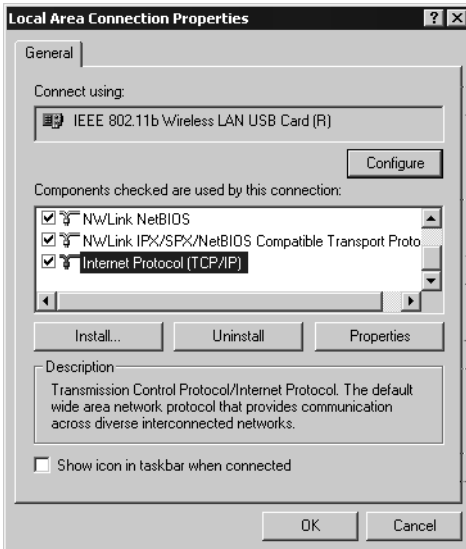 Local Area Connection Properties
General
Connect using:
IEEE 802.11b Wireless LAN USB Card (R)
Configure
Components checked are used by this connection:
NWLink NetBIOS
NWLink IPX/SPX/NetBIOS Compatible Transport Proto
Internet Protocol (TCP/IP)
Install... Uninstall Properties
Description
Transmission Control Protocol/Internet Protocol. The default
wide area network protocol that provides communication
across diverse interconnected networks.
Show icon in taskbar when connected
OK Cancel